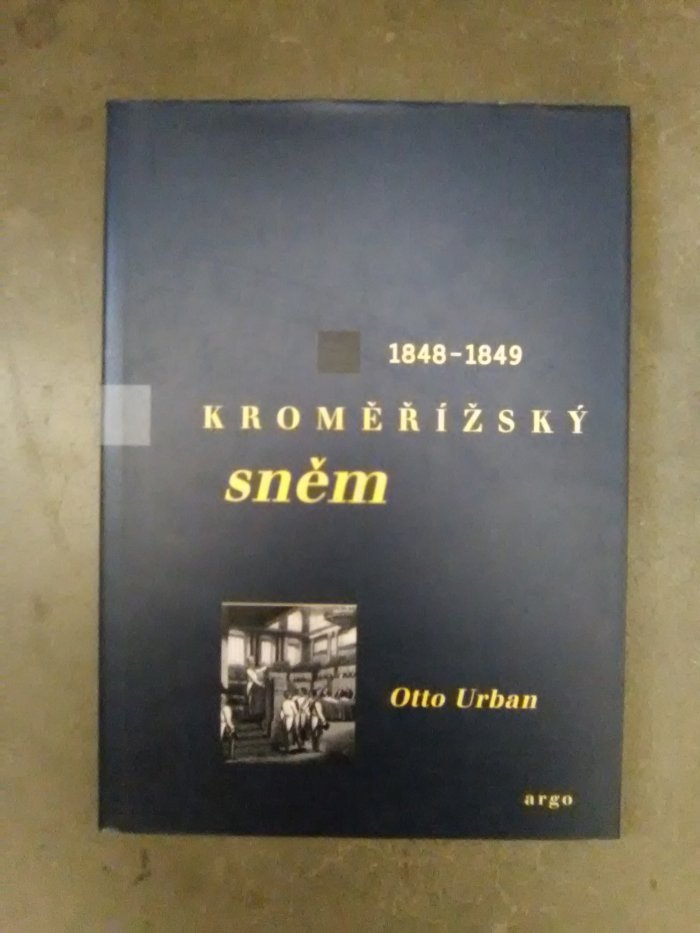 1848-1849
KROMĚŘÍŽSKÝ
sněm
Otto Urban
argo